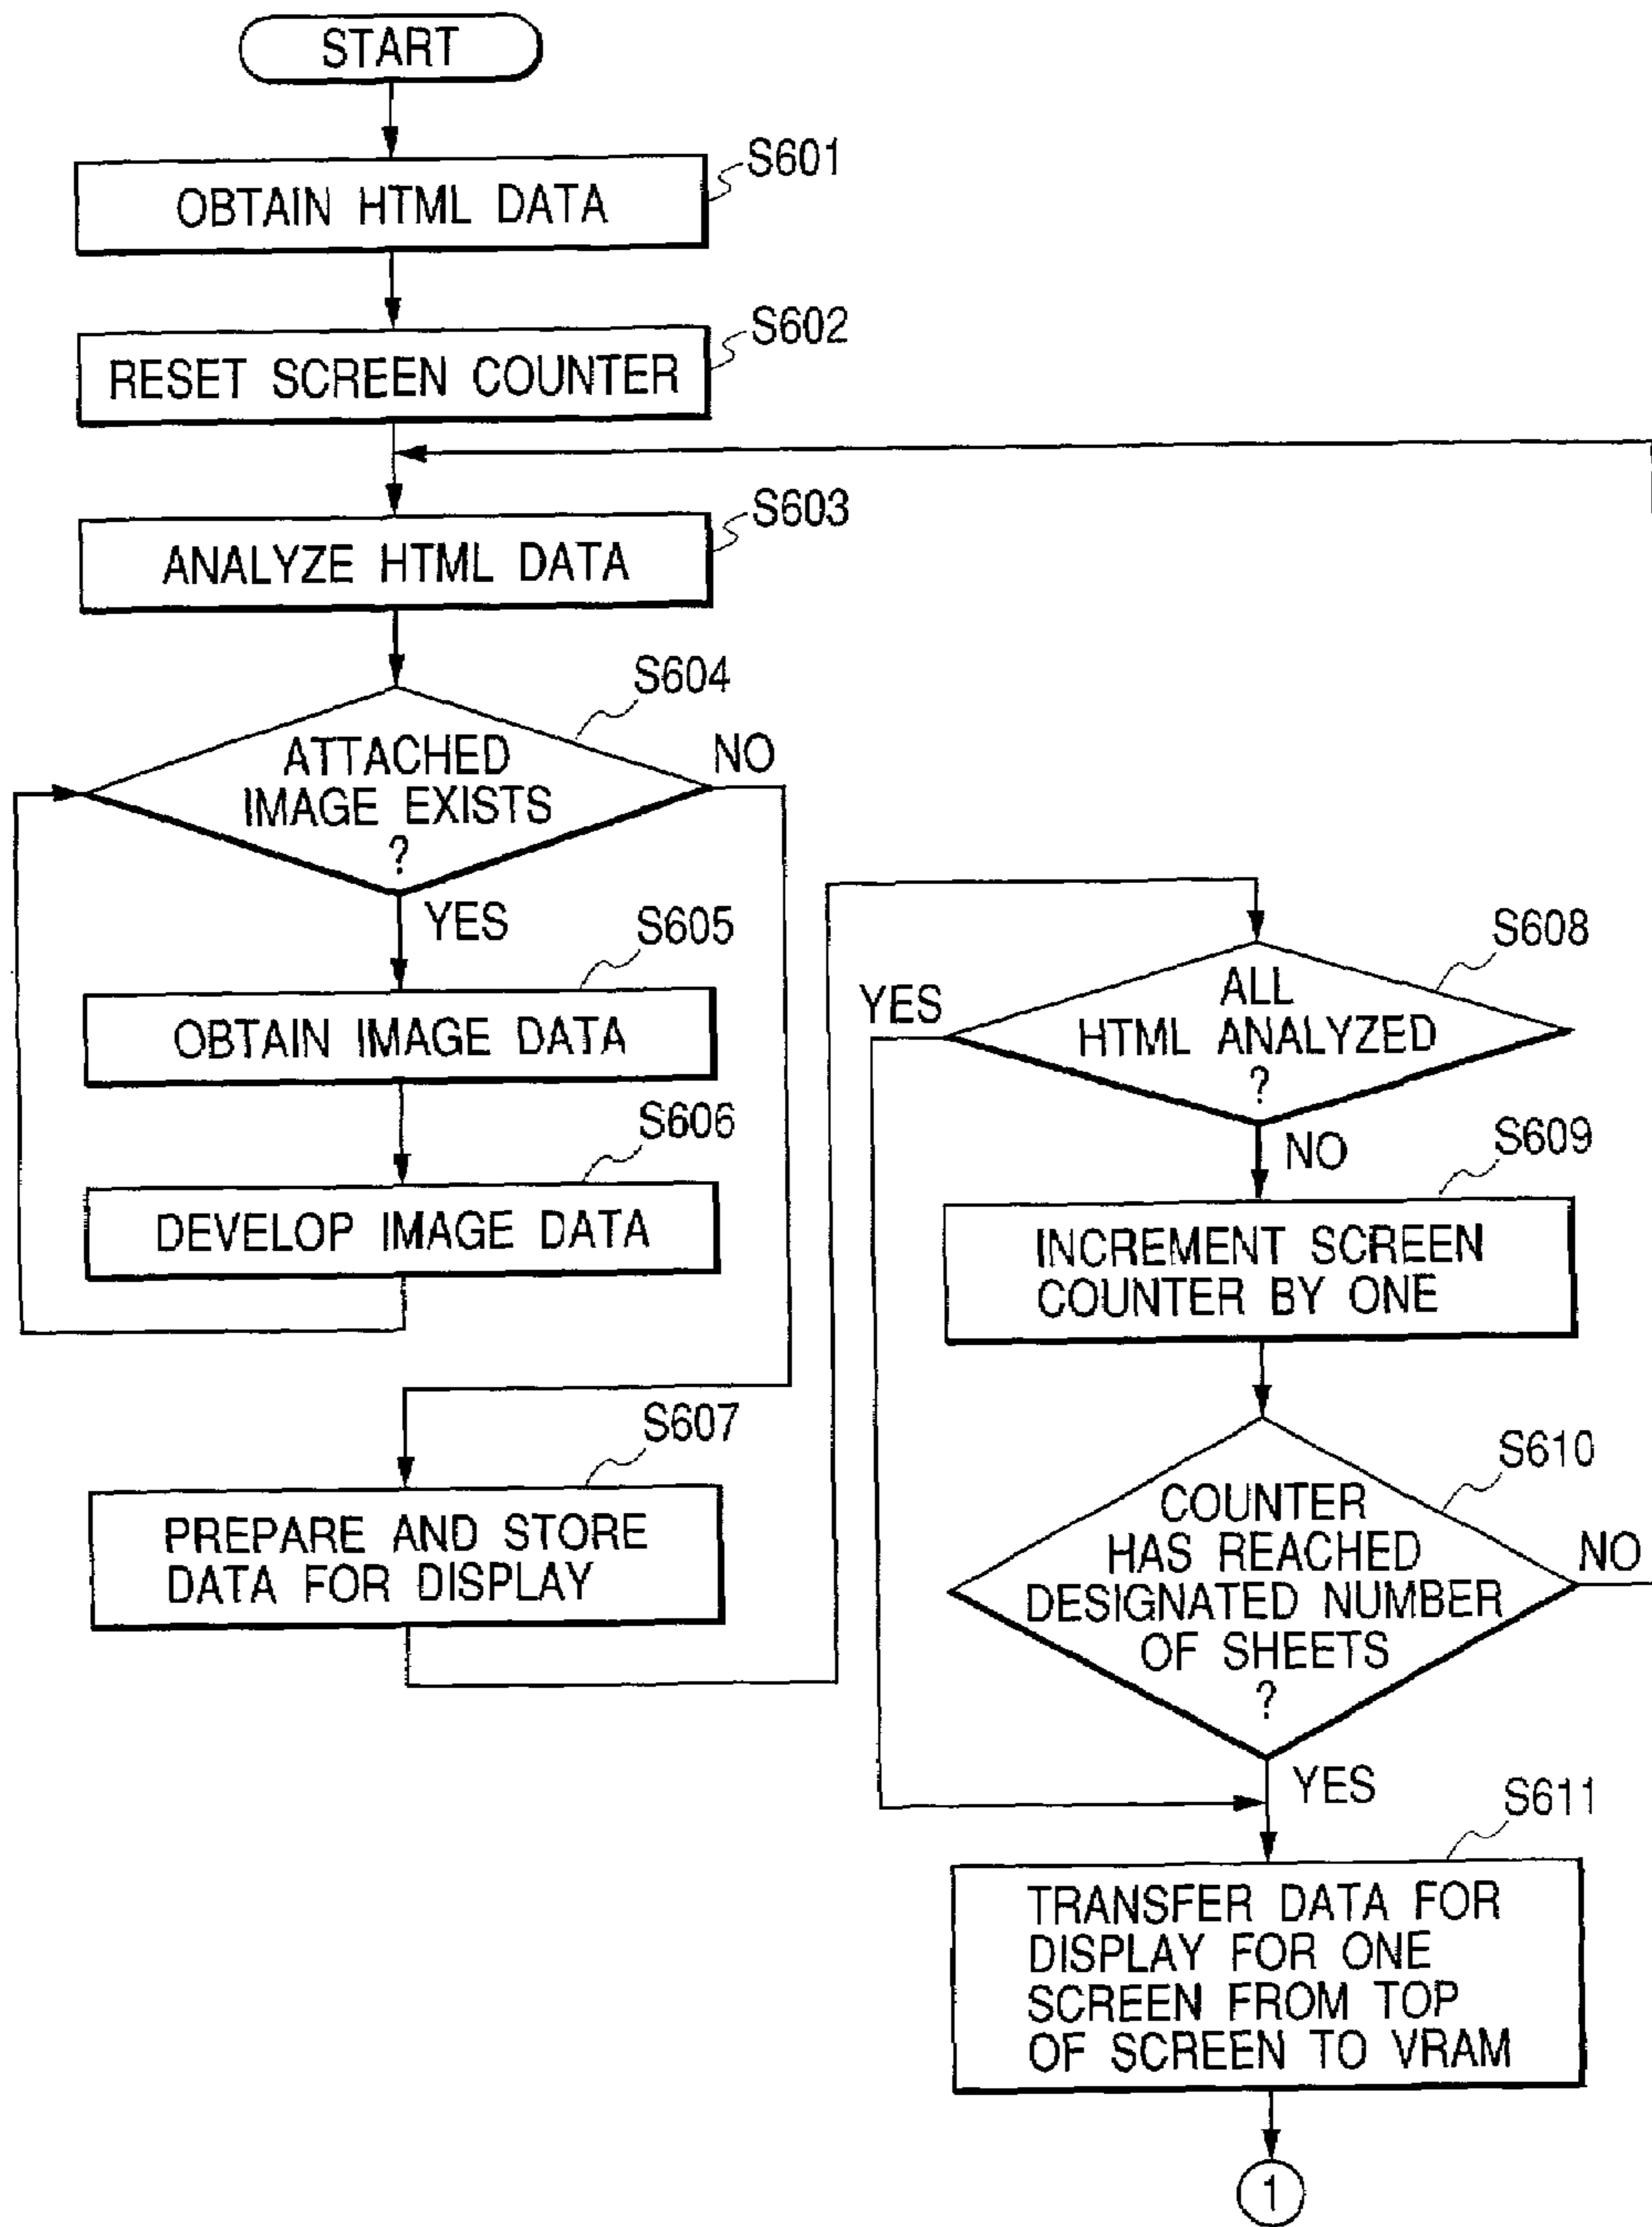 START
S601
OBTAIN HTML DATA
S602
RESET SCREEN COUNTER
S603
ANALYZE HTML DATA
S604
ATTACHED
IMAGE EXISTS
?
NO
YES
S605
OBTAIN IMAGE DATA
S606
DEVELOP IMAGE DATA
S607
PREPARE AND STORE
DATA FOR DISPLAY
S608
ALL
HTML ANALYZED
?
YES
NO
S609
INCREMENT SCREEN
COUNTER BY ONE
S610
COUNTER
HAS REACHED
DESIGNATED NUMBER
OF SHEETS
?
NO
YES
S611
TRANSFER DATA FOR
DISPLAY FOR ONE
SCREEN FROM TOP
OF SCREEN TO VRAM
1